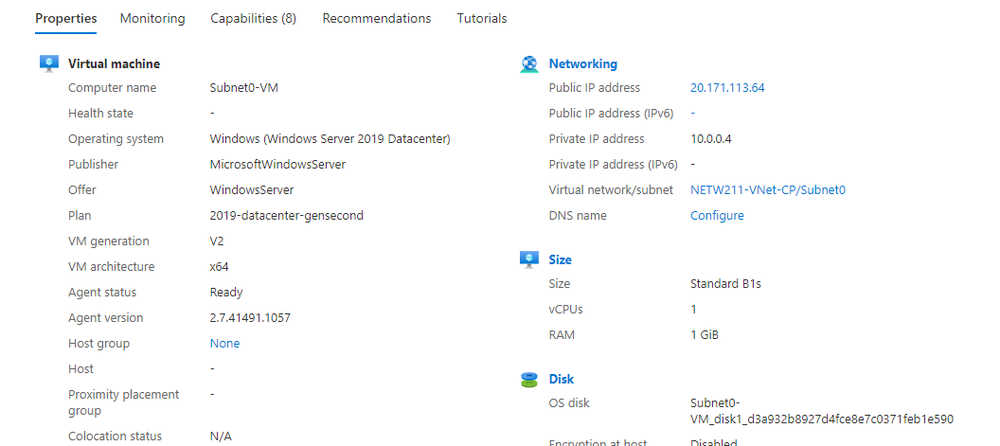 Properties Monitoring Capabilities (8) Recommendations Tutorials
Virtual machine
Computer name Subnet0-VM
Health state -
Operating system Windows (Windows Server 2019 Datacenter)
Publisher MicrosoftWindowsServer
Offer WindowsServer
Plan 2019-datacenter-gensecond
VM generation V2
VM architecture x64
Agent status Ready
Agent version 2.7.41491.1057
Host group None
Host -
Proximity placement -
group
Colocation status N/A
Networking
Public IP address 20.171.113.64
Public IP address (IPv6) -
Private IP address 10.0.0.4
Private IP address (IPv6) -
Virtual network/subnet NETW211-VNet-CP/Subnet0
DNS name Configure
Size
Size Standard B1s
vCPUs 1
RAM 1 GiB
Disk
OS disk Subnet0-
VM_disk1_d3a932b8927d4fce8e7c0371feb1e590
Encryption at host Disabled